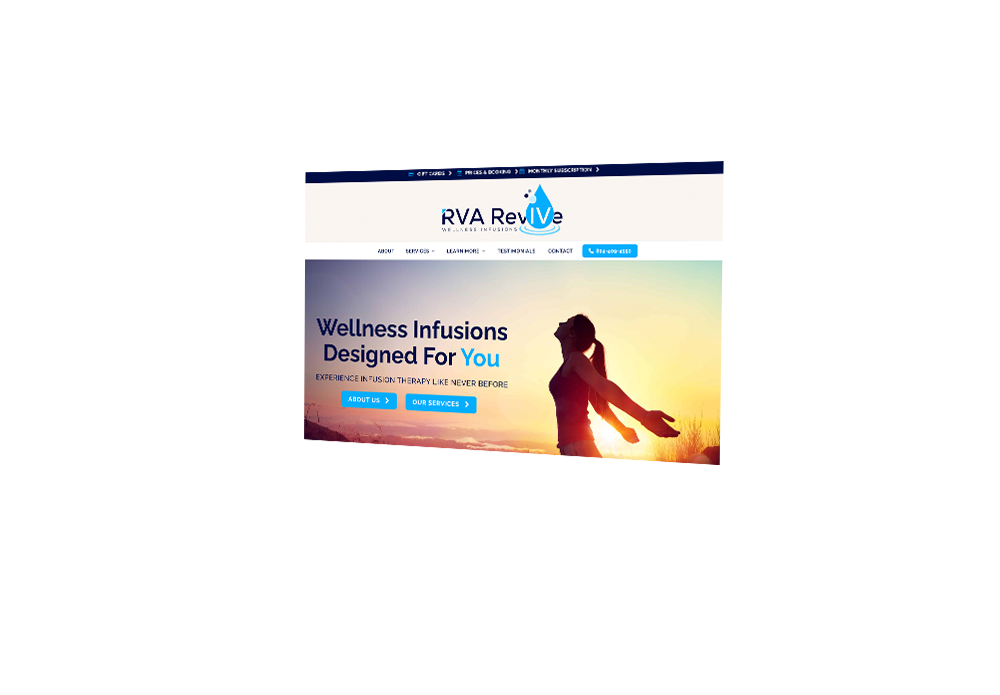 GIFT CARDS
PRICES & BOOKING
MONTHLY SUBSCRIPTION
RVA RevIVe
WELLNESS INFUSIONS
ABOUT
SERVICES
LEARN MORE
TESTIMONIALS
CONTACT
Wellness Infusions
Designed For You
EXPERIENCE INFUSION THERAPY LIKE NEVER BEFORE
ABOUT US
OUR SERVICES